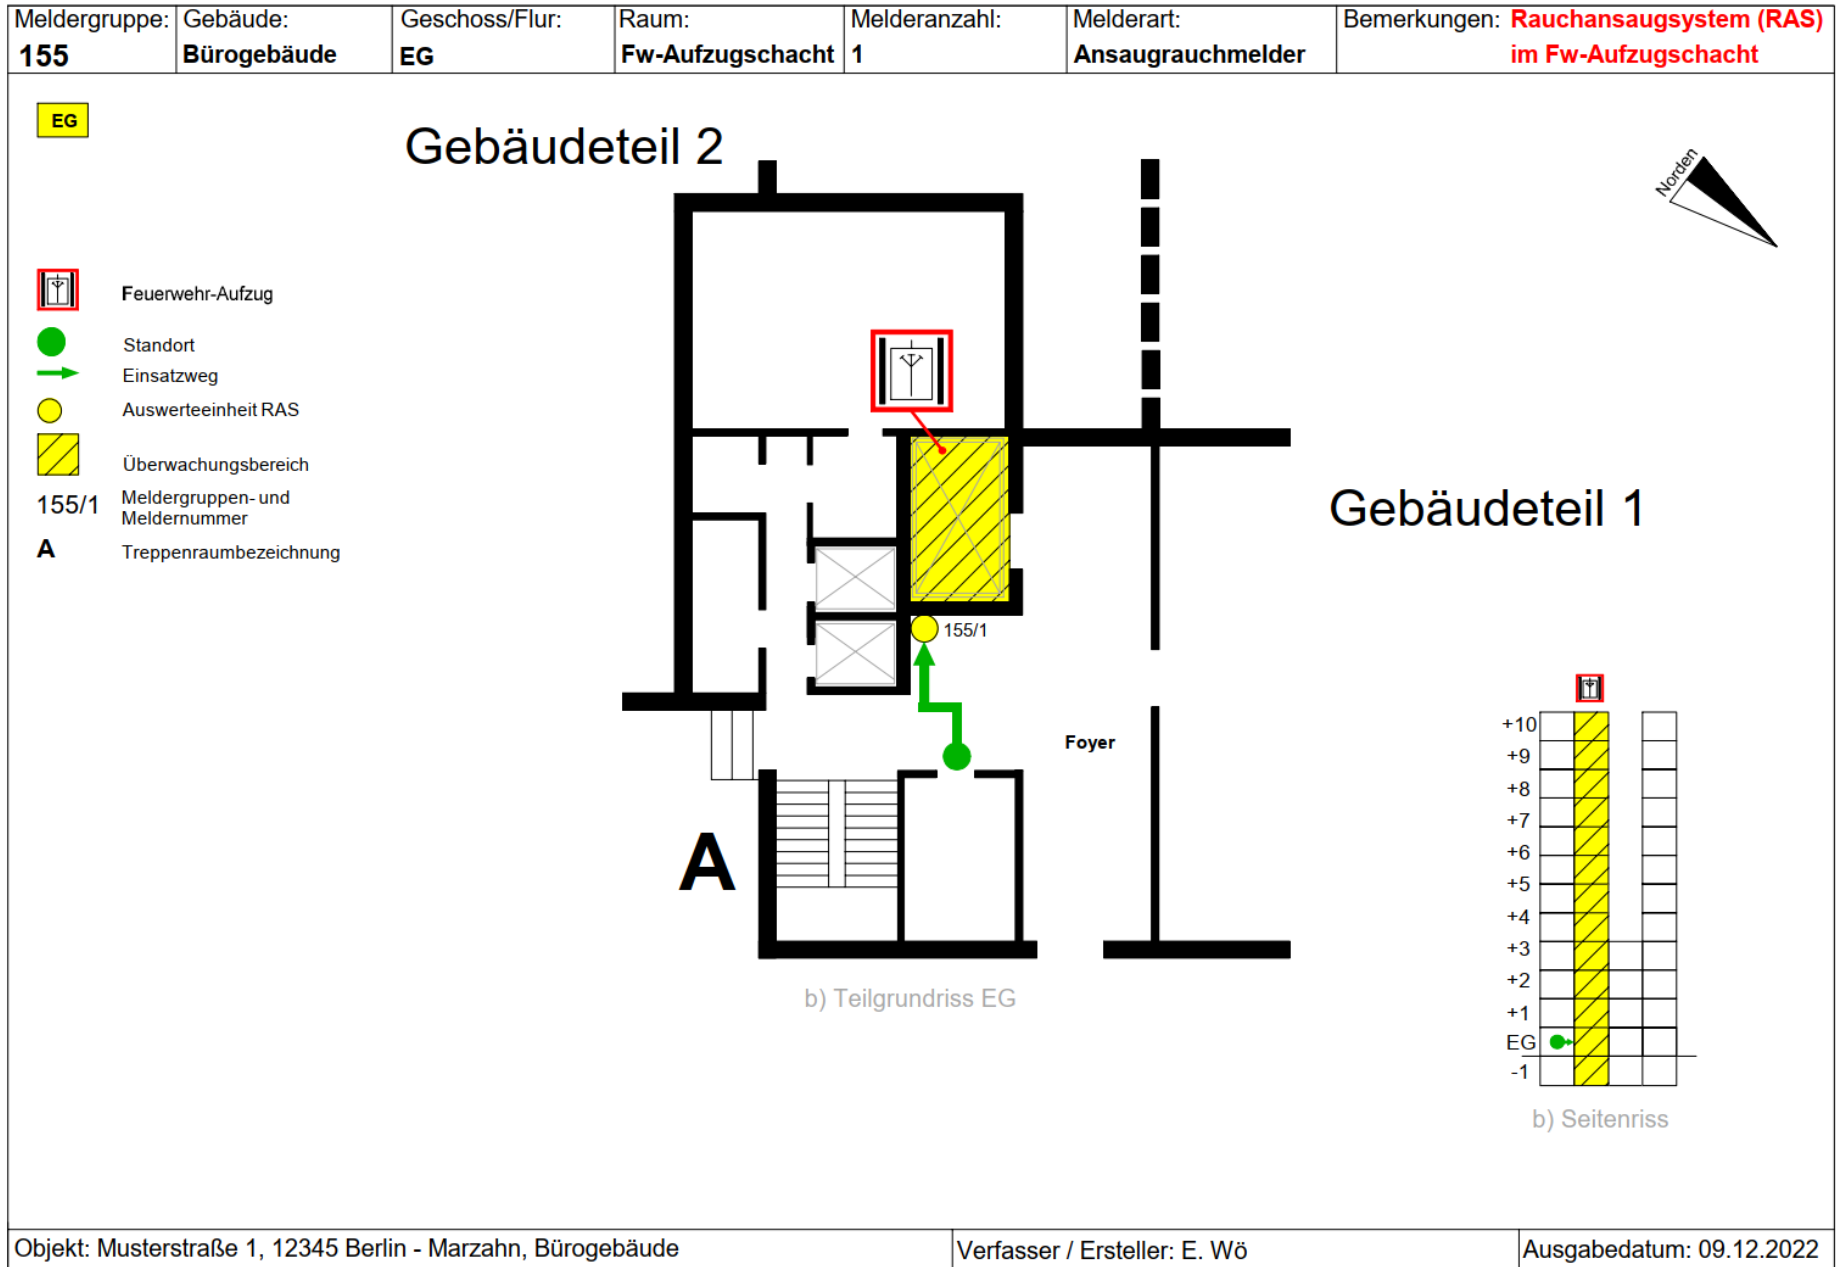 Meldergruppe: Gebäude: Geschoss/Flur: Raum: Melderanzahl: Melderart: Bemerkungen: Rauchansaugsystem (RAS)
155 Bürogebäude EG Fw-Aufzugschacht 1 Ansaugrauchmelder im Fw-Aufzugschacht
EG
Gebäudeteil 2
Norden
Feuerwehr-Aufzug
Standort
Einsatzweg
Auswerteeinheit RAS
Überwachungsbereich
155/1 Meldergruppen- und
Meldernummer
A Treppenraumbezeichnung
Gebäudeteil 1
155/1
Foyer
A
b) Teilgrundriss EG
+10
+9
+8
+7
+6
+5
+4
+3
+2
+1
EG
-1
b) Seitenriss
Objekt: Musterstraße 1, 12345 Berlin - Marzahn, Bürogebäude Verfasser / Ersteller: E. Wö Ausgabedatum: 09.12.2022